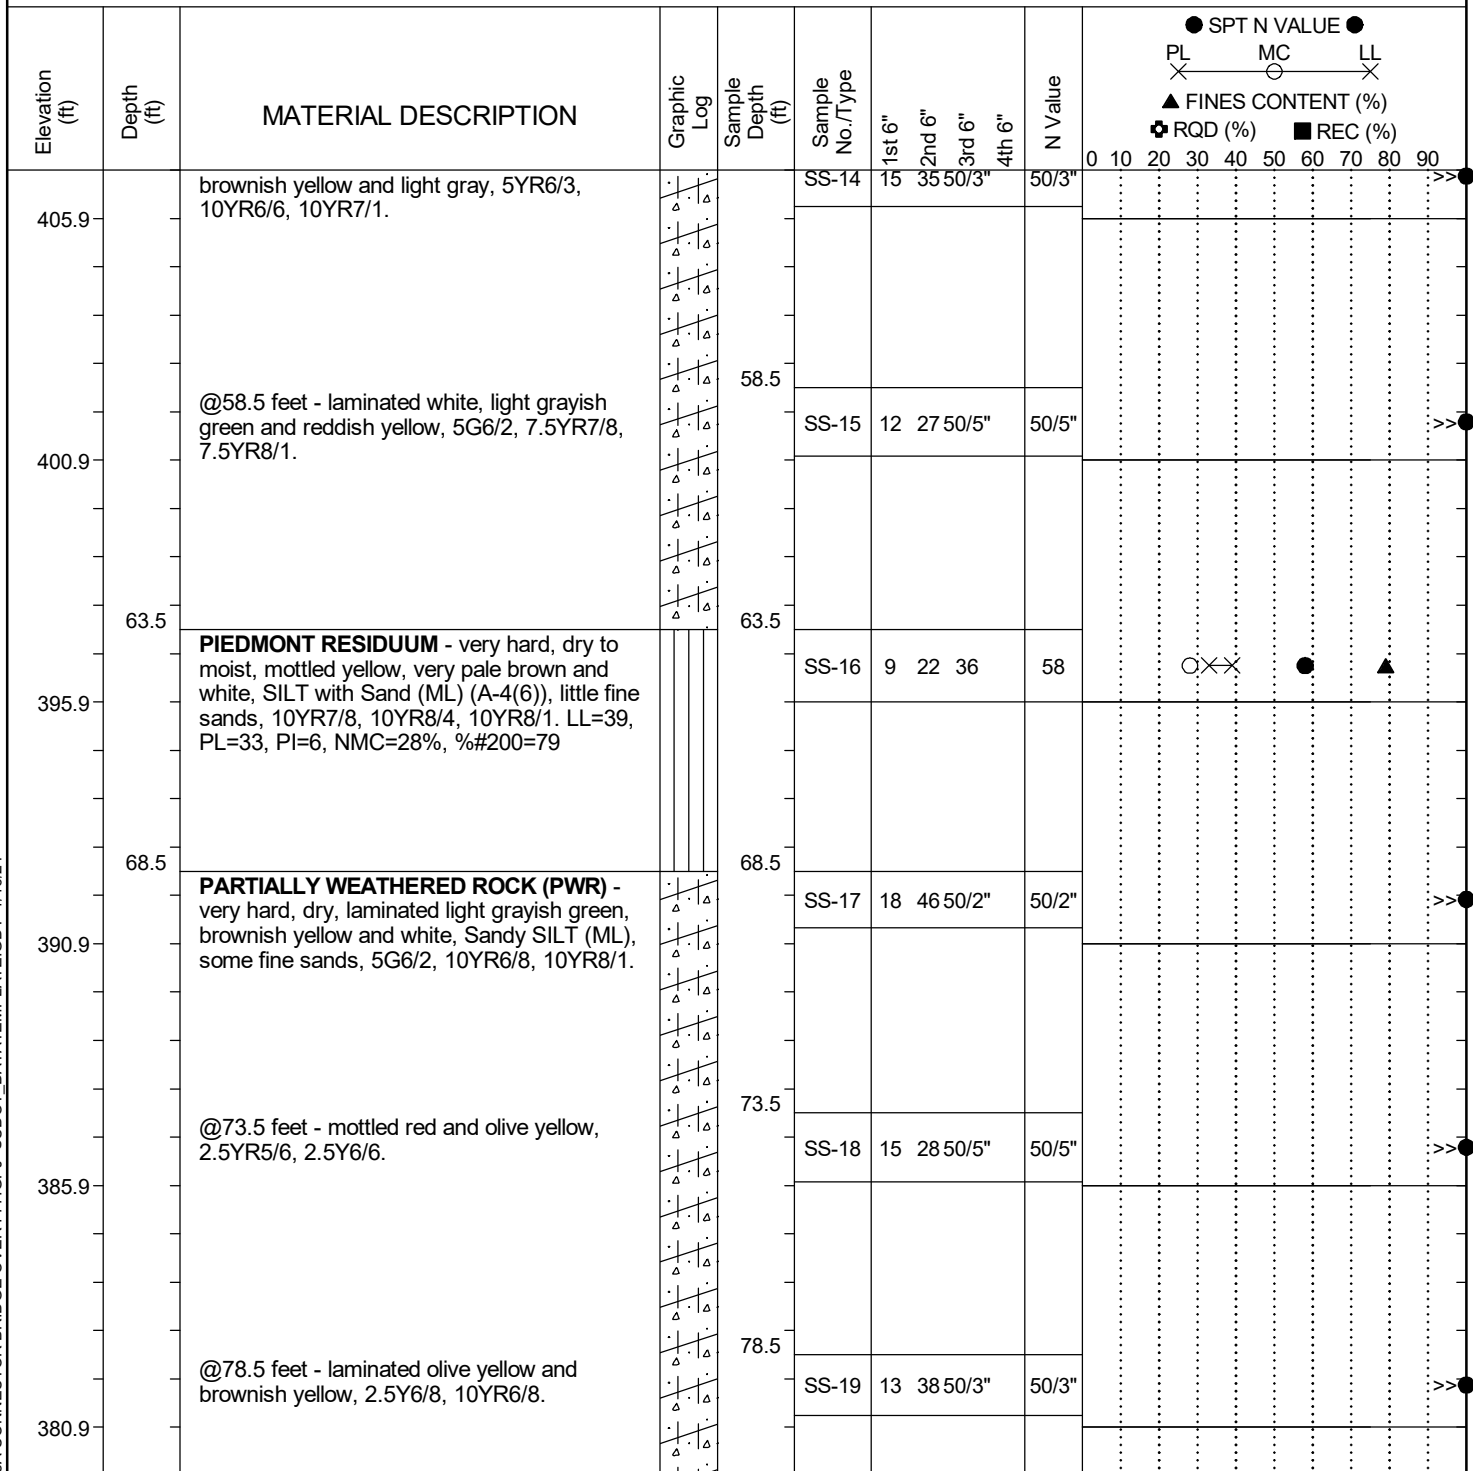 ● SPT N VALUE ●
PL MC LL
▲ FINES CONTENT (%)
RQD (%) ■ REC (%)
Elevation (ft)
Depth (ft)
MATERIAL DESCRIPTION
Graphic Log
Sample Depth (ft)
Sample No./Type
1st 6"
2nd 6"
3rd 6"
4th 6"
N Value
0 10 20 30 40 50 60 70 80 90
brownish yellow and light gray, 5YR6/3,
10YR6/6, 10YR7/1.
SS-14 15 35 50/3" 50/3" >>
405.9
58.5
@58.5 feet - laminated white, light grayish
green and reddish yellow, 5G6/2, 7.5YR7/8,
7.5YR8/1.
SS-15 12 27 50/5" 50/5" >>
400.9
63.5 63.5
PIEDMONT RESIDUUM - very hard, dry to
moist, mottled yellow, very pale brown and
white, SILT with Sand (ML) (A-4(6)), little fine
sands, 10YR7/8, 10YR8/4, 10YR8/1. LL=39,
PL=33, PI=6, NMC=28%, %#200=79
SS-16 9 22 36 58
395.9
68.5 68.5
PARTIALLY WEATHERED ROCK (PWR) -
very hard, dry, laminated light grayish green,
brownish yellow and white, Sandy SILT (ML),
some fine sands, 5G6/2, 10YR6/8, 10YR8/1.
SS-17 18 46 50/2" 50/2" >>
390.9
73.5
@73.5 feet - mottled red and olive yellow,
2.5YR5/6, 2.5Y6/6.
SS-18 15 28 50/5" 50/5" >>
385.9
78.5
@78.5 feet - laminated olive yellow and
brownish yellow, 2.5Y6/8, 10YR6/8.
SS-19 13 38 50/3" 50/3" >>
380.9